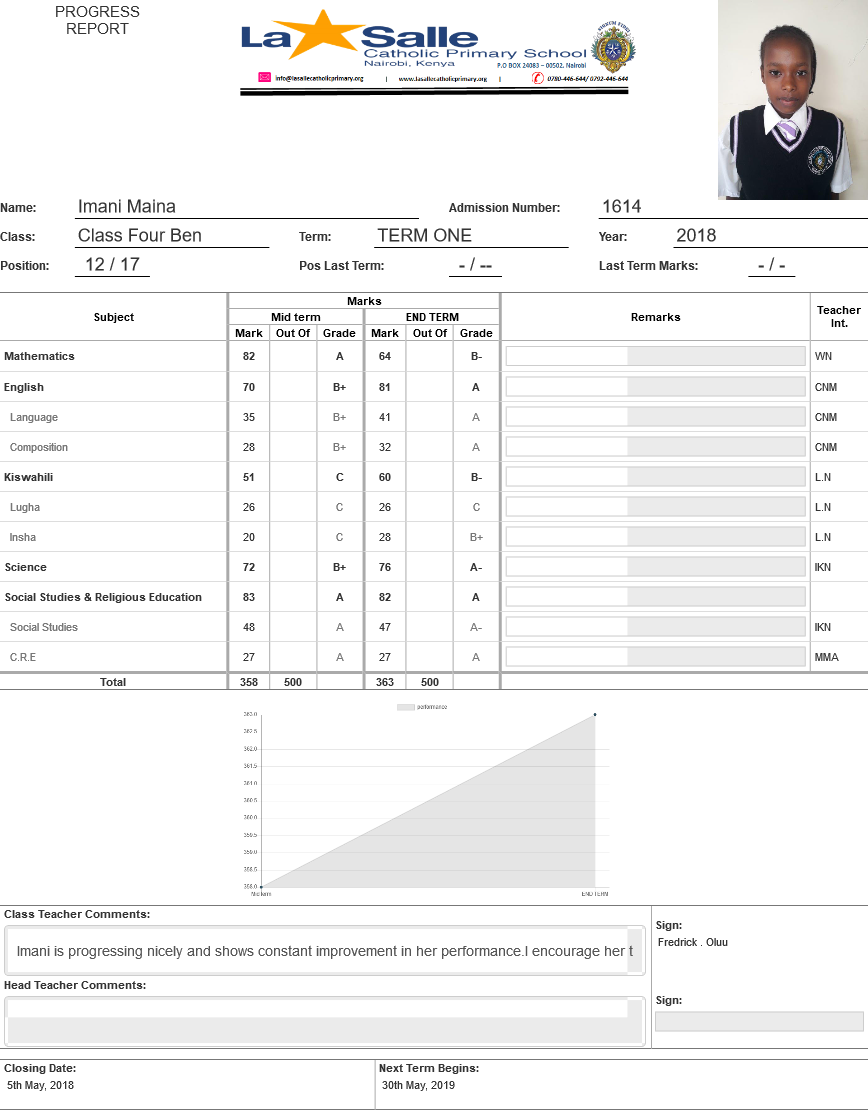 PROGRESS
REPORT
La Salle
Catholic Primary School
Nairobi, Kenya
P.O BOX 24083 – 00502, Nairobi
info@lasallecatholicprimary.org | www.lasallecatholicprimary.org | 0780-446-644/ 0792-446-644
Name: Imani Maina Admission Number: 1614
Class: Class Four Ben Term: TERM ONE Year: 2018
Position: 12 / 17 Pos Last Term: - / -- Last Term Marks: - / -
Marks
Subject Mid term END TERM Remarks Teacher Int.
Mark Out Of Grade Mark Out Of Grade
Mathematics 82 A 64 B- WN
English 70 B+ 81 A CNM
Language 35 B+ 41 A CNM
Composition 28 B+ 32 A CNM
Kiswahili 51 C 60 B- L.N
Lugha 26 C 26 C L.N
Insha 20 C 28 B+ L.N
Science 72 B+ 76 A- IKN
Social Studies & Religious Education 83 A 82 A
Social Studies 48 A 47 A- IKN
C.R.E 27 A 27 A MMA
Total 358 500 363 500
performance
363.0
362.5
362.0
361.5
361.0
360.5
360.0
359.5
359.0
358.5
358.0
Mid term END TERM
Class Teacher Comments:
Imani is progressing nicely and shows constant improvement in her performance.I encourage her t
Sign:
Fredrick . Oluu
Head Teacher Comments:
Sign:
Closing Date: Next Term Begins:
5th May, 2018 30th May, 2019